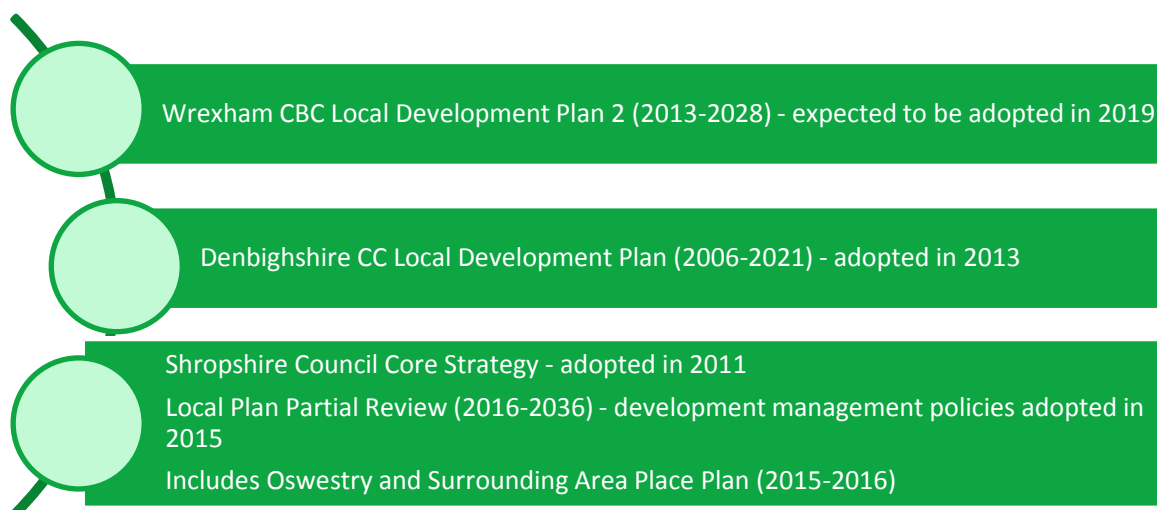 Wrexham CBC Local Development Plan 2 (2013-2028) - expected to be adopted in 2019
Denbighshire CC Local Development Plan (2006-2021) - adopted in 2013
Shropshire Council Core Strategy - adopted in 2011
Local Plan Partial Review (2016-2036) - development management policies adopted in
2015
Includes Oswestry and Surrounding Area Place Plan (2015-2016)